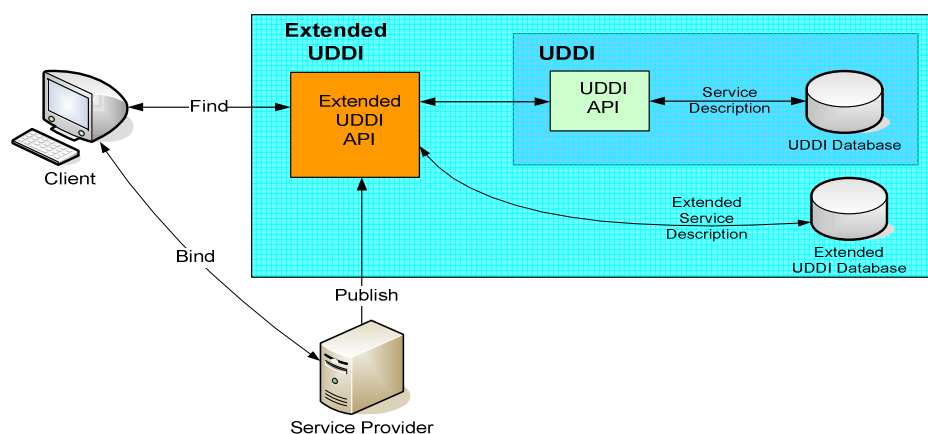 Extended
UDDI
UDDI
Extended
UDDI
API
UDDI
API
Service
Description
UDDI Database
Find
Client
Extended
Service
Description
Extended
UDDI Database
Bind
Publish
Service Provider